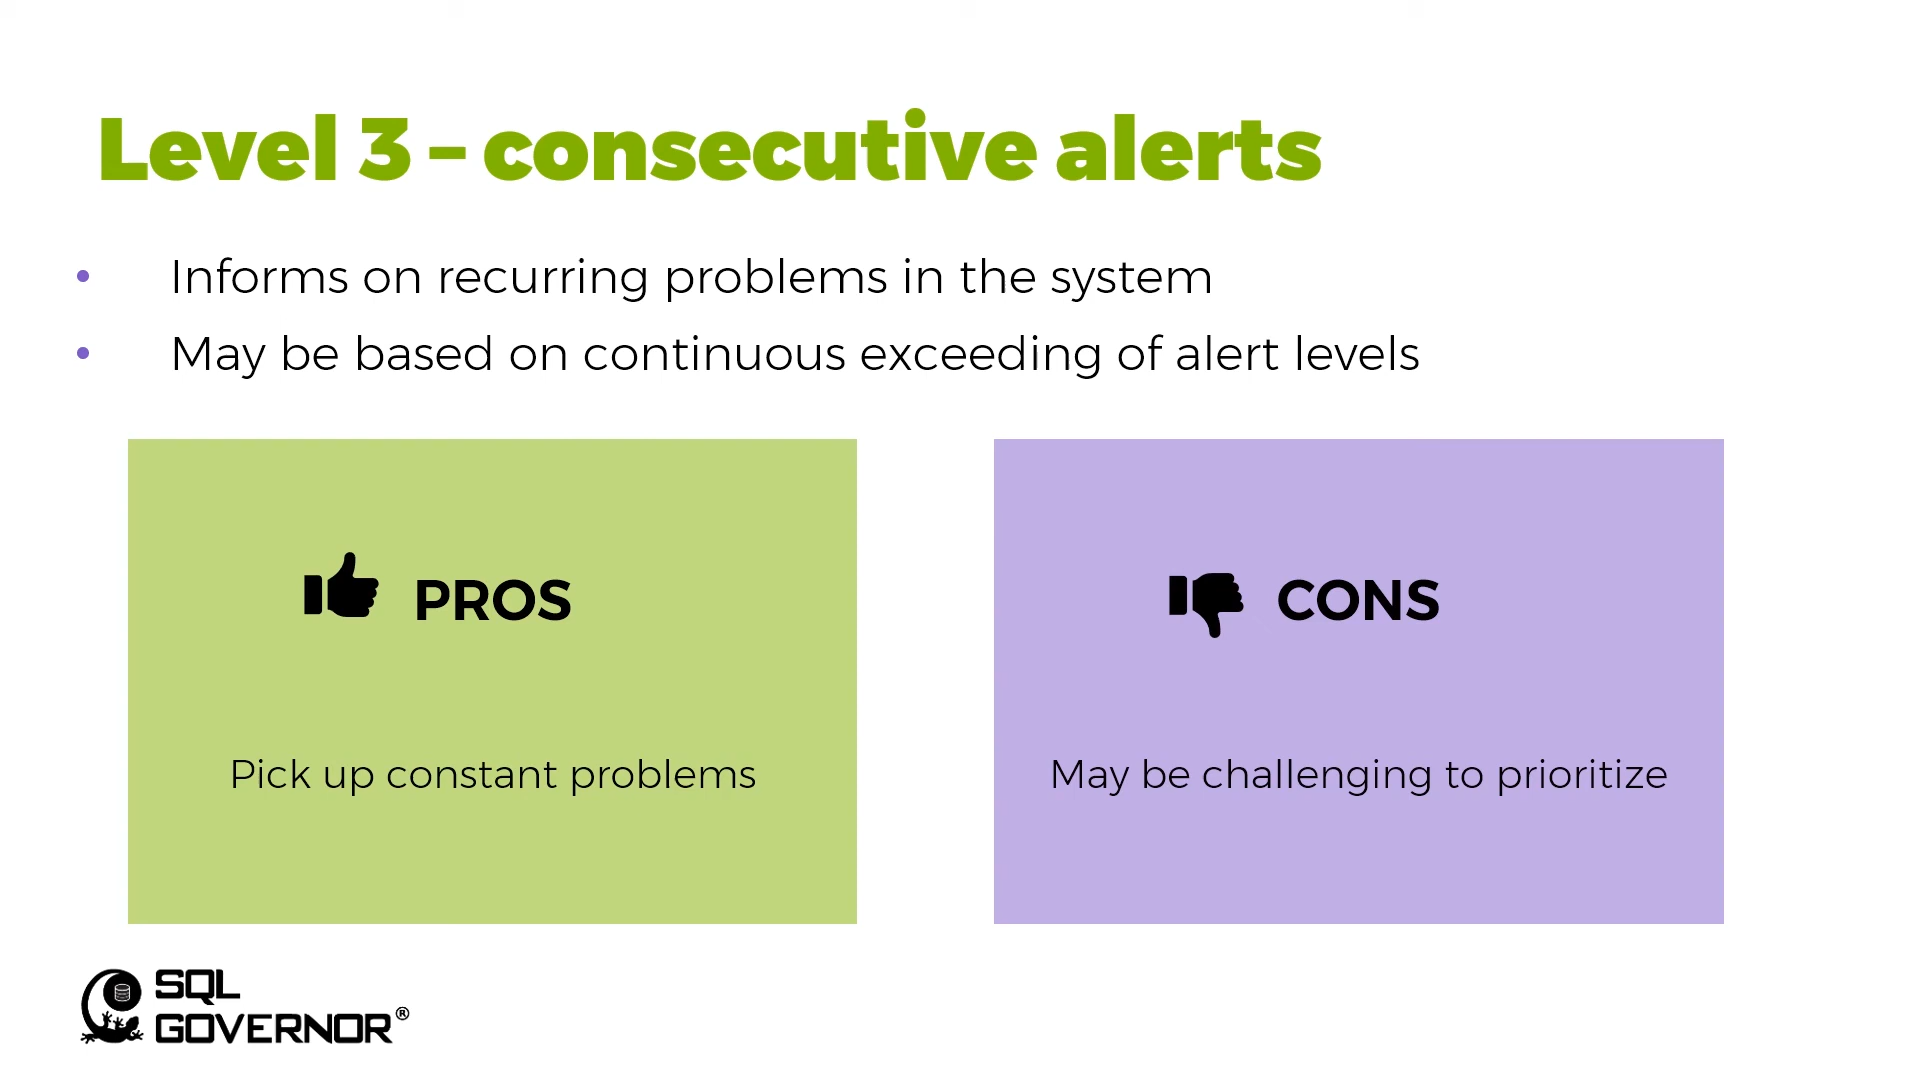 Level 3 – consecutive alerts
• Informs on recurring problems in the system
• May be based on continuous exceeding of alert levels
PROS
Pick up constant problems
CONS
May be challenging to prioritize
SQL
GOVERNOR®